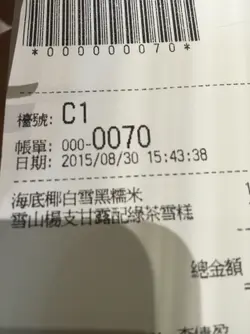 *000000070*
檯號: C1
帳單: 000-0070
日期: 2015/08/30 15:43:38
海底椰白雪黑糯米
雪山楊支甘露配綠茶雪糕
總金額